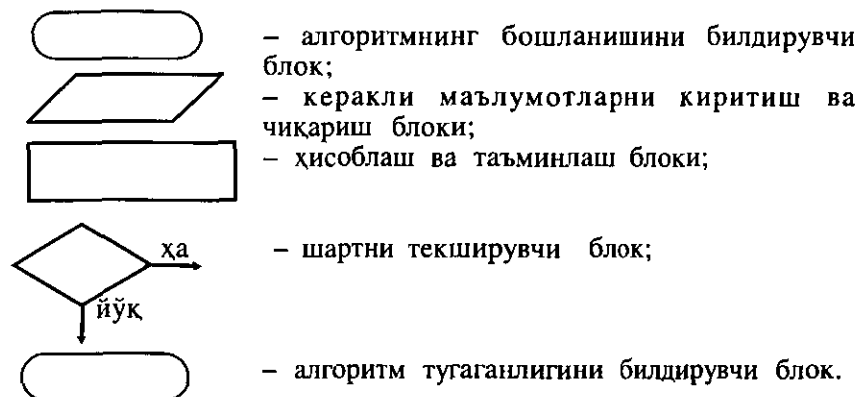 – алгоритмнинг бошланишини билдирувчи
блок;
– керакли маълумотларни киритиш ва
чиқариш блоки;
– ҳисоблаш ва таъминлаш блоки;
ҳа
– шартни текширувчи блок;
йўқ
– алгоритм тугаганлигини билдирувчи блок.